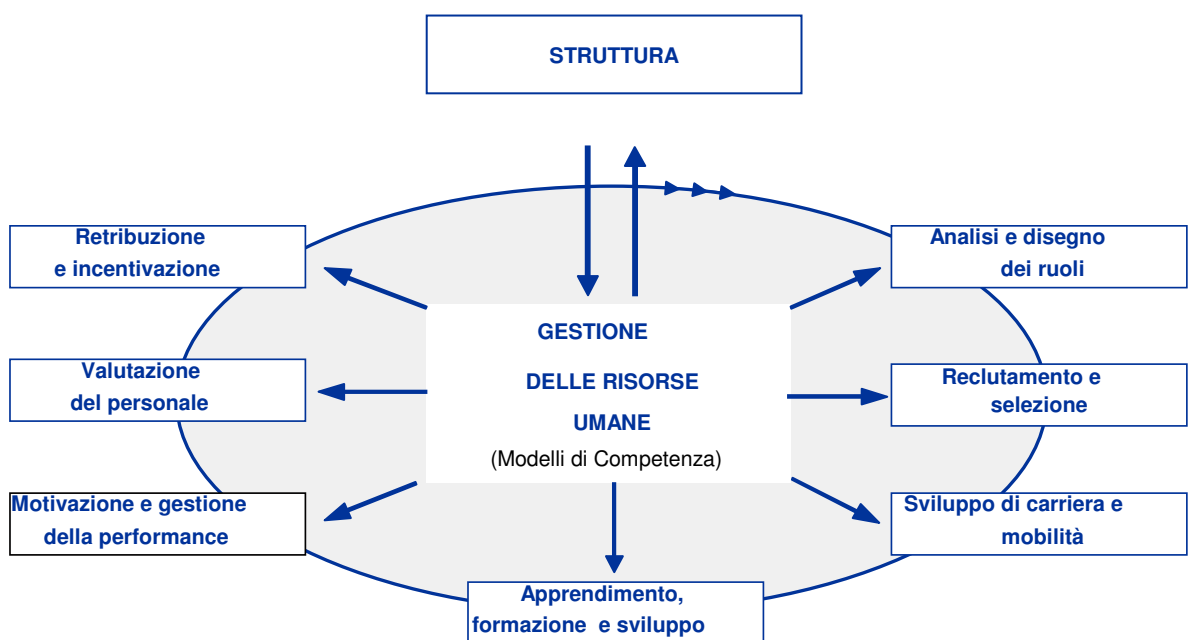 STRUTTURA
Retribuzione
e incentivazione
Analisi e disegno
dei ruoli
GESTIONE
DELLE RISORSE
UMANE
(Modelli di Competenza)
Valutazione
del personale
Reclutamento e
selezione
Motivazione e gestione
della performance
Sviluppo di carriera e
mobilità
Apprendimento,
formazione e sviluppo